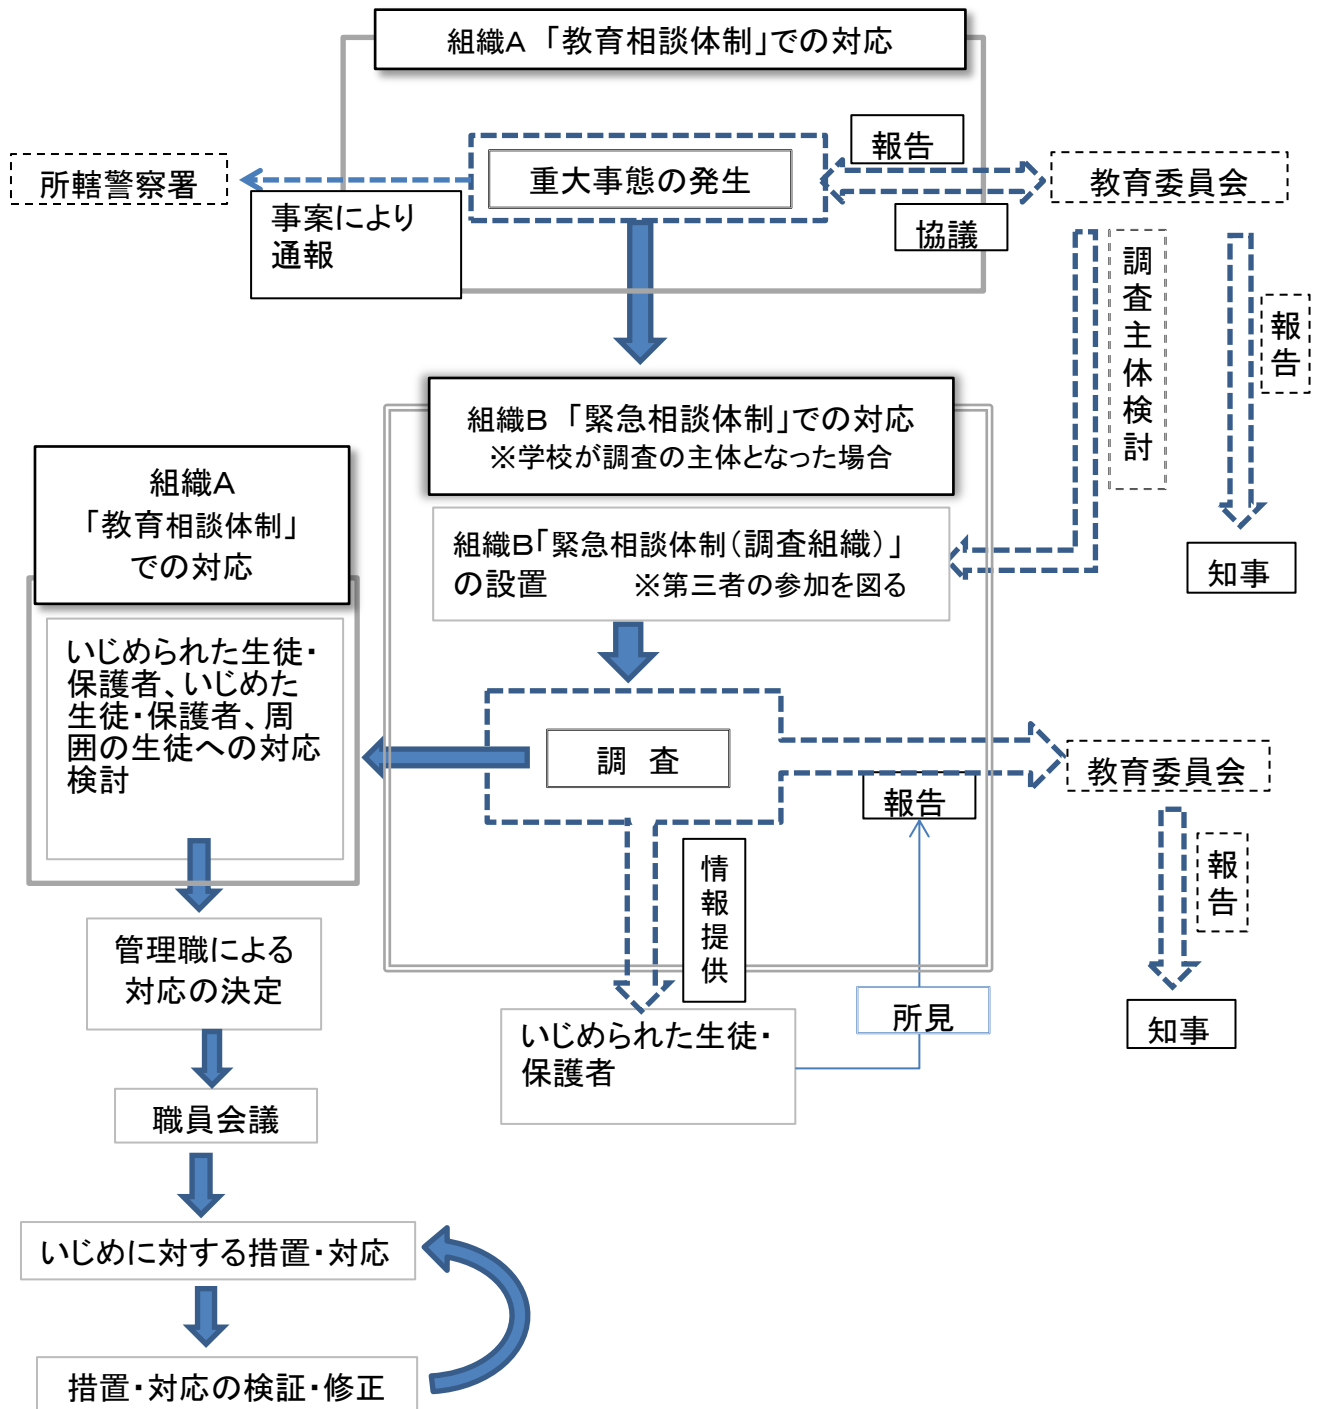 組織A 「教育相談体制」での対応
報告
所轄警察署
重大事態の発生
教育委員会
事案により
通報
協議
調査主体検討
報告
組織B 「緊急相談体制」での対応
※学校が調査の主体となった場合
組織A
「教育相談体制」
での対応
組織B「緊急相談体制(調査組織)」
の設置 ※第三者の参加を図る
知事
いじめられた生徒・
保護者、いじめた
生徒・保護者、周
囲の生徒への対応
検討
調 査
教育委員会
報告
情報提供
報告
管理職による
対応の決定
所見
知事
いじめられた生徒・
保護者
職員会議
いじめに対する措置・対応
措置・対応の検証・修正